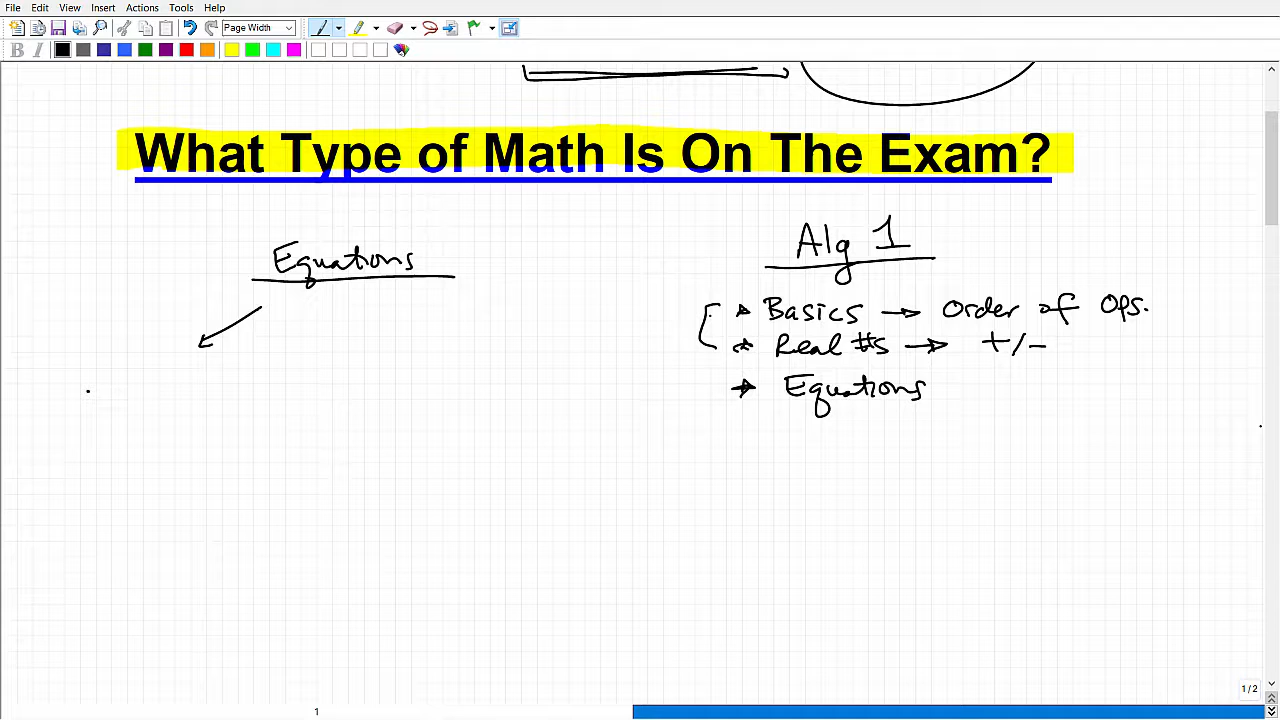 File Edit View Insert Actions Tools Help
Page Width
B I
What Type of Math Is On The Exam?
Equations
Alg 1
Basics → Order of Ops.
Real #s → +/-
→ Equations
1/2
1